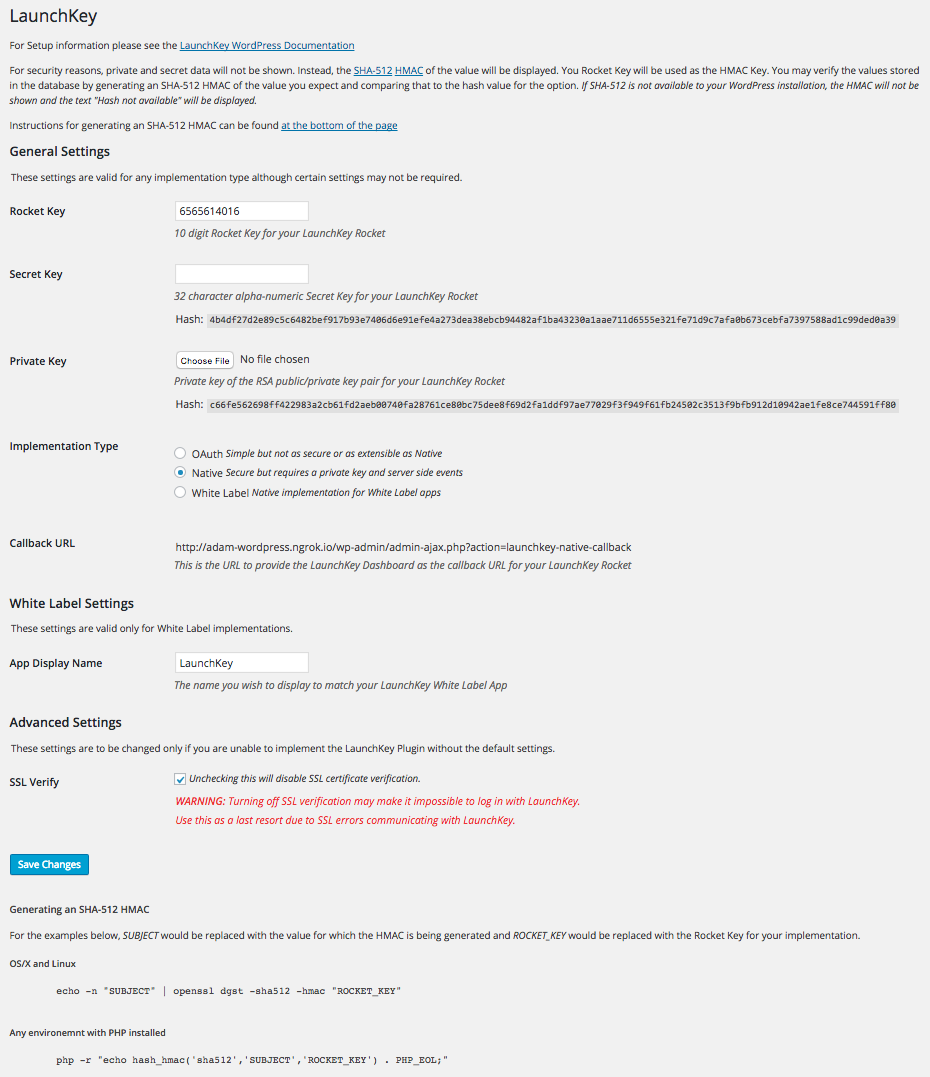 LaunchKey
For Setup information please see the LaunchKey WordPress Documentation
For security reasons, private and secret data will not be shown. Instead, the SHA-512 HMAC of the value will be displayed. You Rocket Key will be used as the HMAC Key. You may verify the values stored
in the database by generating an SHA-512 HMAC of the value you expect and comparing that to the hash value for the option. If SHA-512 is not available to your WordPress installation, the HMAC will not be
shown and the text "Hash not available" will be displayed.
Instructions for generating an SHA-512 HMAC can be found at the bottom of the page
General Settings
These settings are valid for any implementation type although certain settings may not be required.
Rocket Key
6565614016
10 digit Rocket Key for your LaunchKey Rocket
Secret Key
32 character alpha-numeric Secret Key for your LaunchKey Rocket
Hash: 4b4df27d2e89c5c6482bef917b93e7406d6e91efe4a273dea38ebcb94482af1ba43230a1aae711d6555e321fe71d9c7afa0b673cebfa7397588ad1c99ded0a39
Private Key
Choose File No file chosen
Private key of the RSA public/private key pair for your LaunchKey Rocket
Hash: c66fe562698ff422983a2cb61fd2aeb00740fa28761ce80bc75dee8f69d2fa1ddf97ae77029f3f949f61fb24502c3513f9bfb912d10942ae1fe8ce744591ff80
Implementation Type
OAuth Simple but not as secure or as extensible as Native
Native Secure but requires a private key and server side events
White Label Native implementation for White Label apps
Callback URL
http://adam-wordpress.ngrok.io/wp-admin/admin-ajax.php?action=launchkey-native-callback
This is the URL to provide the LaunchKey Dashboard as the callback URL for your LaunchKey Rocket
White Label Settings
These settings are valid only for White Label implementations.
App Display Name
LaunchKey
The name you wish to display to match your LaunchKey White Label App
Advanced Settings
These settings are to be changed only if you are unable to implement the LaunchKey Plugin without the default settings.
SSL Verify
Unchecking this will disable SSL certificate verification.
WARNING: Turning off SSL verification may make it impossible to log in with LaunchKey.
Use this as a last resort due to SSL errors communicating with LaunchKey.
Save Changes
Generating an SHA-512 HMAC
For the examples below, SUBJECT would be replaced with the value for which the HMAC is being generated and ROCKET_KEY would be replaced with the Rocket Key for your implementation.
OS/X and Linux
echo -n "SUBJECT" | openssl dgst -sha512 -hmac "ROCKET_KEY"
Any environemnt with PHP installed
php -r "echo hash_hmac('sha512','SUBJECT','ROCKET_KEY') . PHP_EOL;"